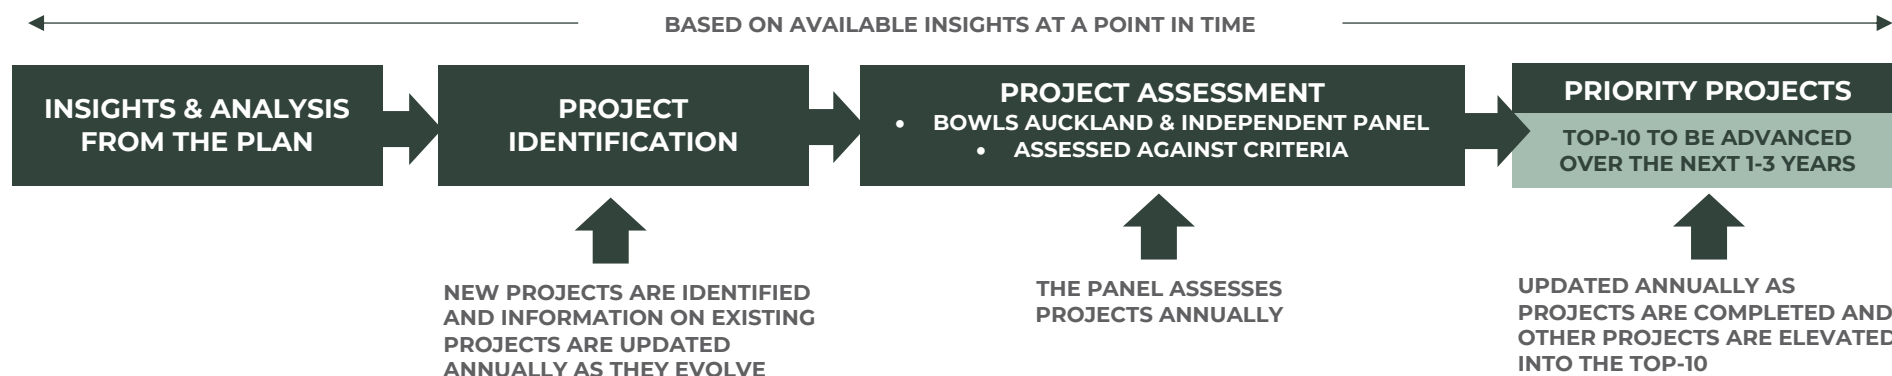 BASED ON AVAILABLE INSIGHTS AT A POINT IN TIME
INSIGHTS & ANALYSIS
FROM THE PLAN
PROJECT
IDENTIFICATION
PROJECT ASSESSMENT
• BOWLS AUCKLAND & INDEPENDENT PANEL
• ASSESSED AGAINST CRITERIA
PRIORITY PROJECTS
TOP-10 TO BE ADVANCED
OVER THE NEXT 1-3 YEARS
NEW PROJECTS ARE IDENTIFIED
AND INFORMATION ON EXISTING
PROJECTS ARE UPDATED
ANNUALLY AS THEY EVOLVE
THE PANEL ASSESSES
PROJECTS ANNUALLY
UPDATED ANNUALLY AS
PROJECTS ARE COMPLETED AND
OTHER PROJECTS ARE ELEVATED
INTO THE TOP-10